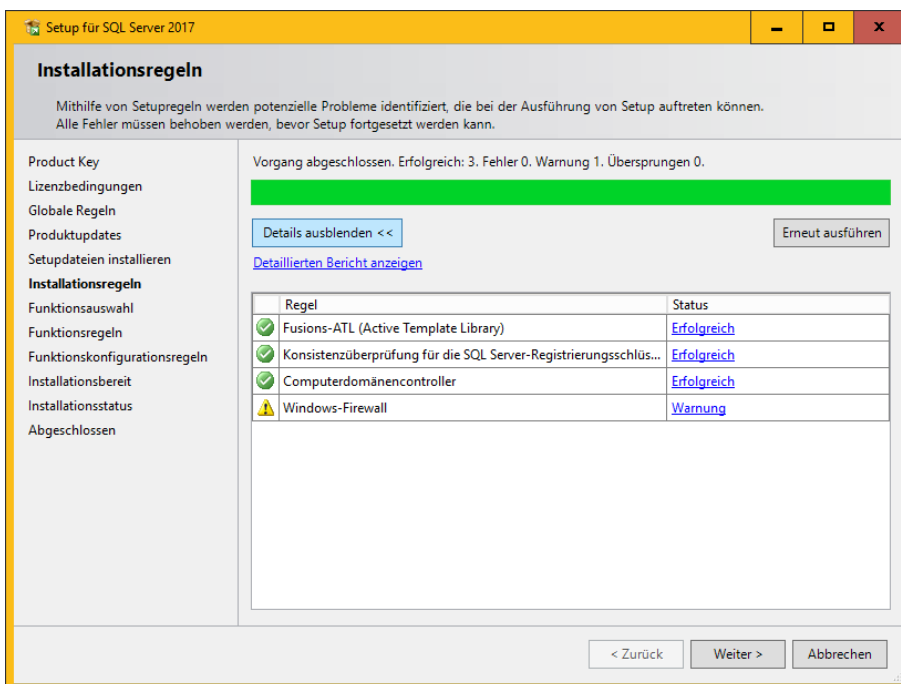 Setup für SQL Server 2017
Installationsregeln
Mithilfe von Setupregeln werden potenzielle Probleme identifiziert, die bei der Ausführung von Setup auftreten können.
Alle Fehler müssen behoben werden, bevor Setup fortgesetzt werden kann.
Product Key
Lizenzbedingungen
Globale Regeln
Produktupdates
Setupdateien installieren
Installationsregeln
Funktionsauswahl
Funktionsregeln
Funktionskonfigurationsregeln
Installationsbereit
Installationsstatus
Abgeschlossen
Vorgang abgeschlossen. Erfolgreich: 3. Fehler 0. Warnung 1. Übersprungen 0.
Details ausblenden <<
Erneut ausführen
Detaillierten Bericht anzeigen
Regel Status
Fusions-ATL (Active Template Library) Erfolgreich
Konsistenzüberprüfung für die SQL Server-Registrierungsschlüs... Erfolgreich
Computerdomänencontroller Erfolgreich
Windows-Firewall Warnung
< Zurück Weiter > Abbrechen